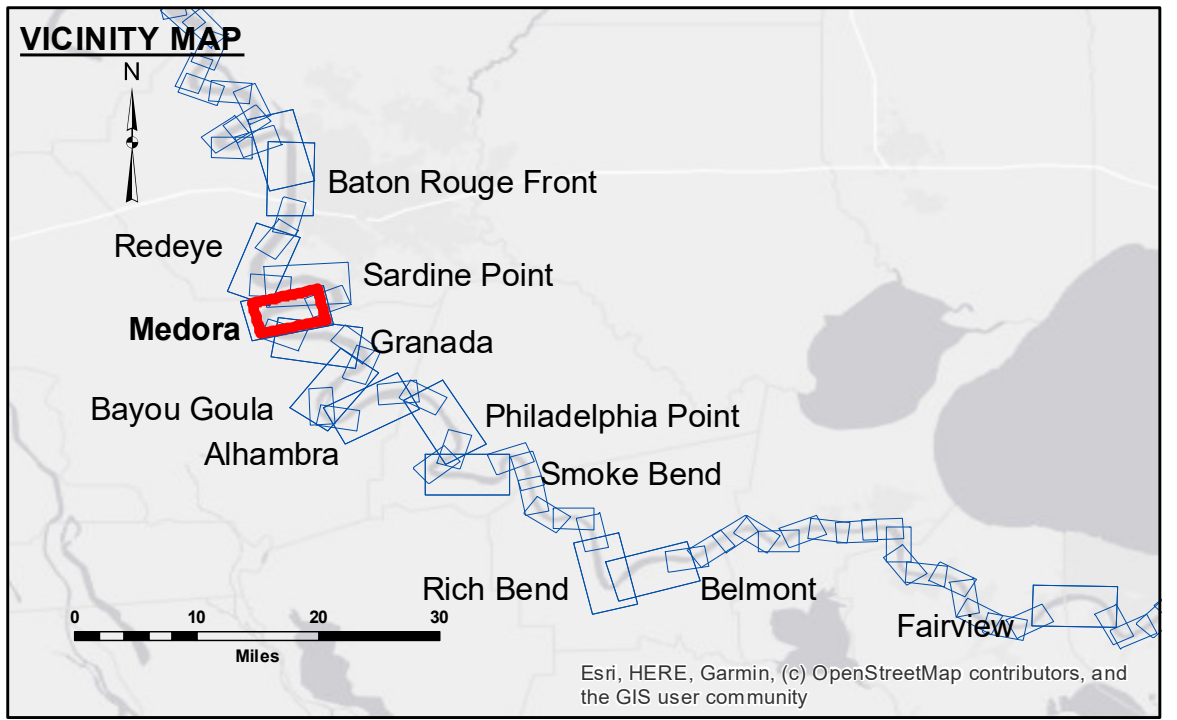 VICINITY MAP
N
Baton Rouge Front
Redeye
Sardine Point
Medora
Granada
Bayou Goula
Philadelphia Point
Alhambra
Smoke Bend
Rich Bend
Belmont
Fairview
0 10 20 30
Miles
Esri, HERE, Garmin, (c) OpenStreetMap contributors, and
the GIS user community